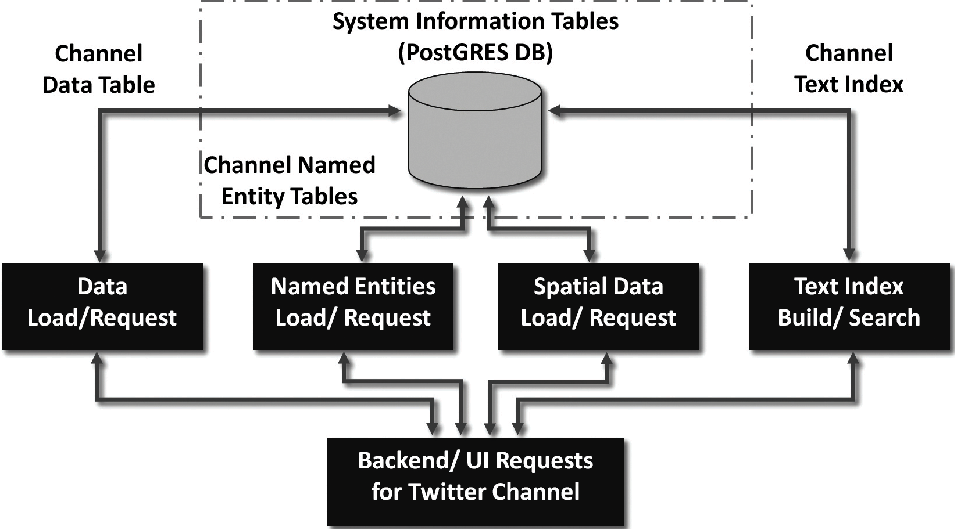 System Information Tables
(PostGRES DB)
Channel
Data Table
Channel
Text Index
Channel Named
Entity Tables
Data
Load/Request
Named Entities
Load/ Request
Spatial Data
Load/ Request
Text Index
Build/ Search
Backend/ UI Requests
for Twitter Channel